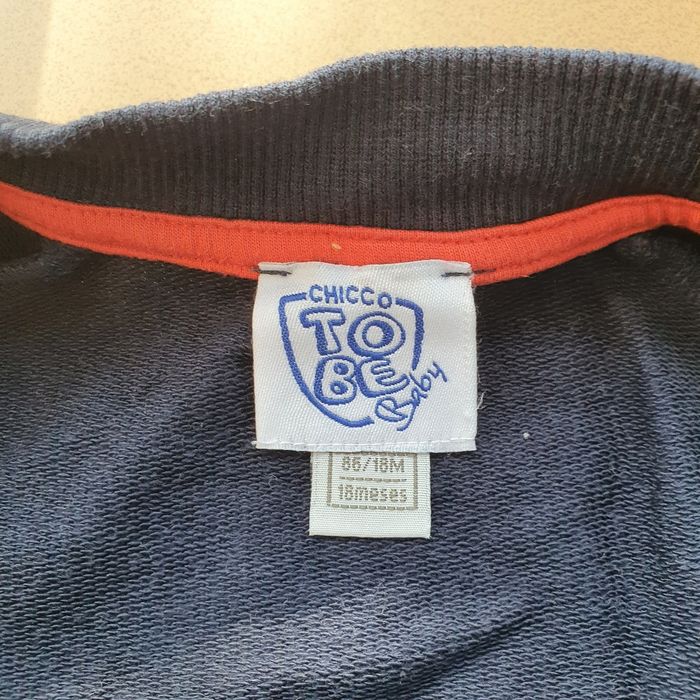 CHICCO
TO
BE
Baby
86/18M
18meses